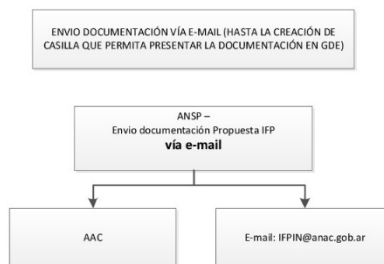 ENVIO DOCUMENTACIÓN VÍA E-MAIL (HASTA LA CREACIÓN DE
CASILLA QUE PERMITA PRESENTAR LA DOCUMENTACIÓN EN GDE)
ANSP –
Envio documentación Propuesta IFP
vía e-mail
AAC
E-mail: IFPIN@anac.gob.ar